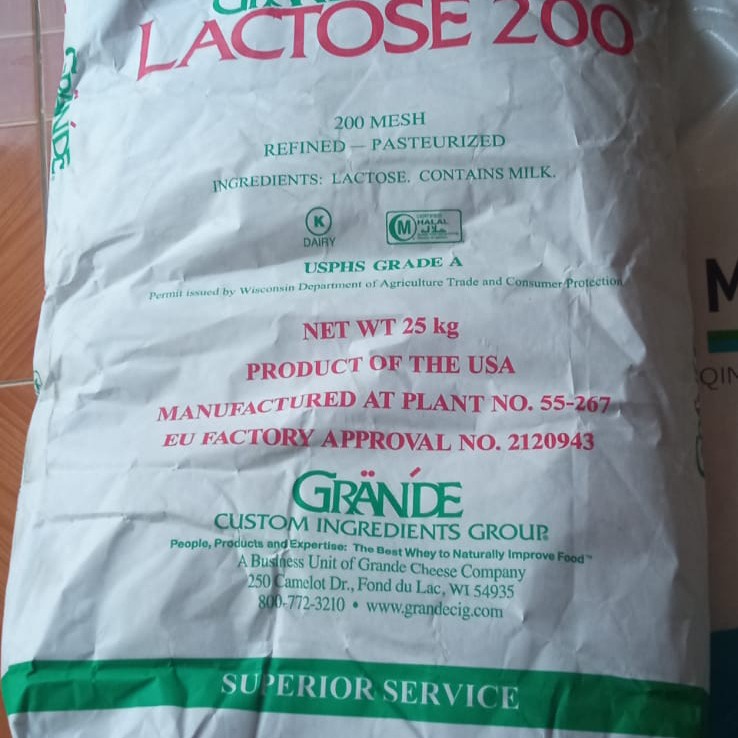 GRÄNDE
LACTOSE 200
GRÄNDE.
200 MESH
REFINED — PASTEURIZED
INGREDIENTS: LACTOSE. CONTAINS MILK.
K
DAIRY
M HALAL
حلال
USPHS GRADE A
Permit issued by Wisconsin Department of Agriculture Trade and Consumer Protection
NET WT 25 kg
PRODUCT OF THE USA
MANUFACTURED AT PLANT NO. 55-267
EU FACTORY APPROVAL NO. 2120943
GRÄNDE
CUSTOM INGREDIENTS GROUP
People, Products and Expertise: The Best Whey to Naturally Improve Food™
A Business Unit of Grande Cheese Company
250 Camelot Dr., Fond du Lac, WI 54935
800-772-3210 • www.grandecig.com
SUPERIOR SERVICE
M
QIN